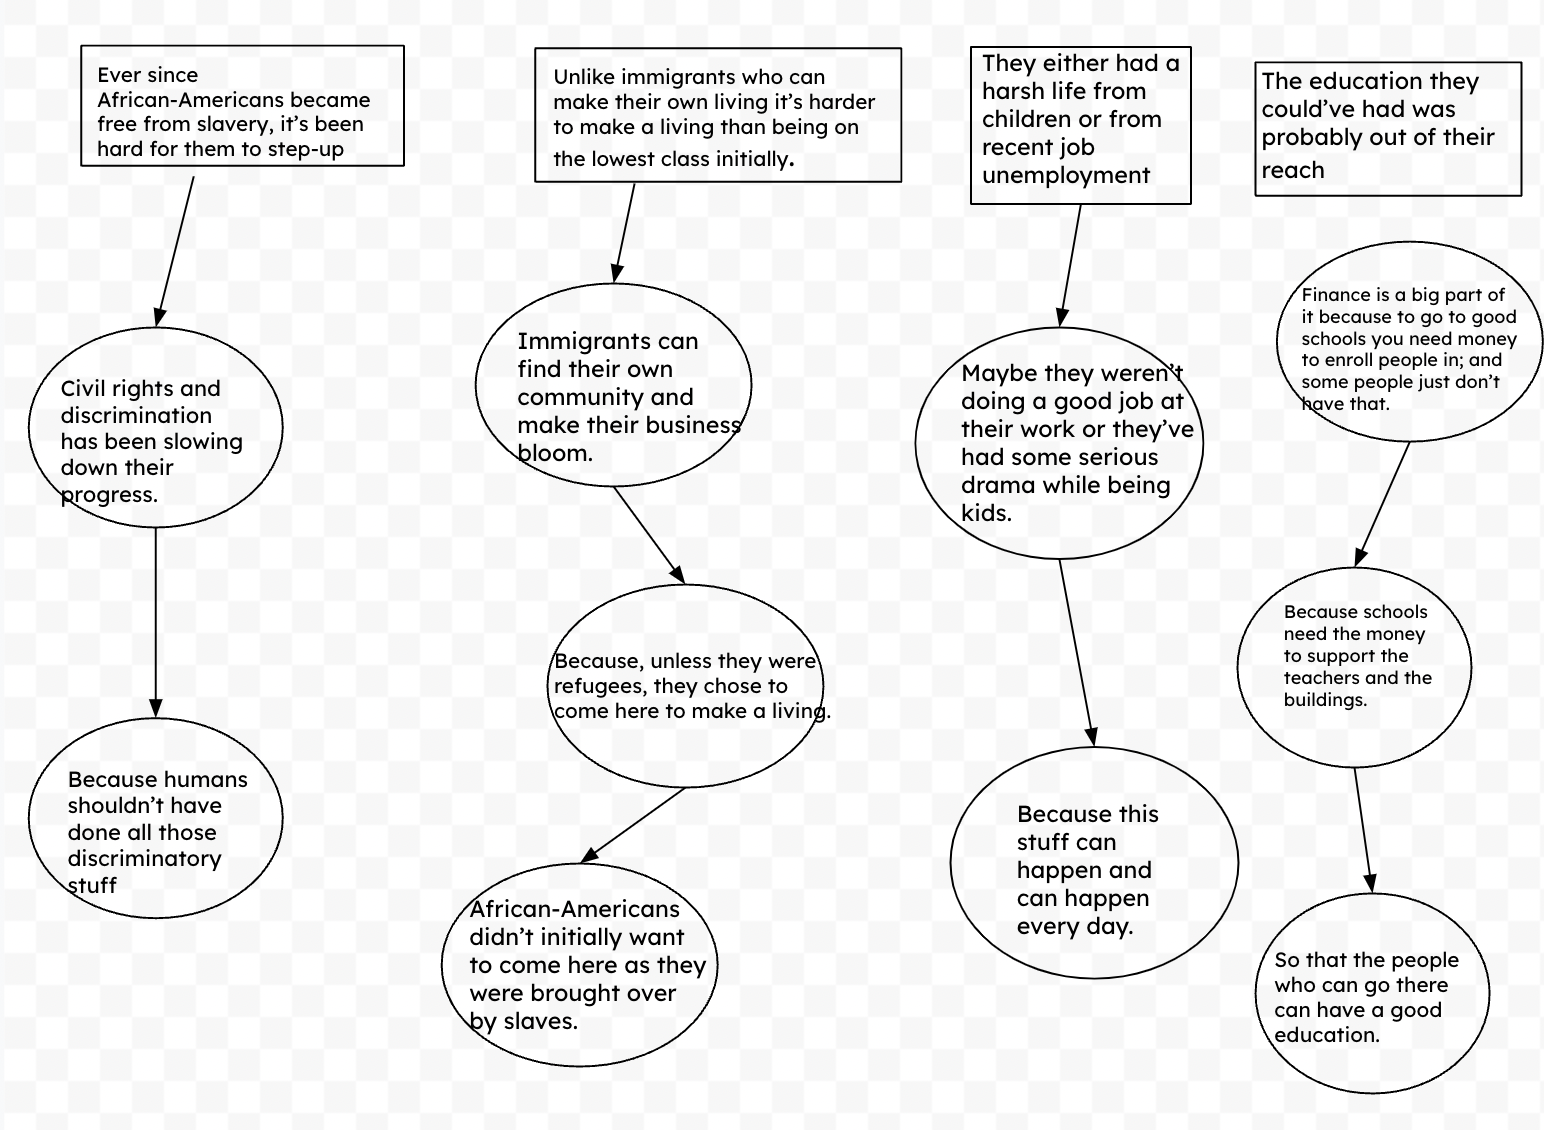 Ever since
African-Americans became
free from slavery, it's been
hard for them to step-up
Civil rights and
discrimination
has been slowing
down their
progress.
Because humans
shouldn't have
done all those
discriminatory
stuff
Unlike immigrants who can
make their own living it's harder
to make a living than being on
the lowest class initially.
Immigrants can
find their own
community and
make their business
bloom.
Because, unless they were
refugees, they chose to
come here to make a living.
African-Americans
didn't initially want
to come here as they
were brought over
by slaves.
They either had a
harsh life from
children or from
recent job
unemployment
Maybe they weren't
doing a good job at
their work or they've
had some serious
drama while being
kids.
Because this
stuff can
happen and
can happen
every day.
The education they
could've had was
probably out of their
reach
Finance is a big part of
it because to go to good
schools you need money
to enroll people in; and
some people just don't
have that.
Because schools
need the money
to support the
teachers and the
buildings.
So that the people
who can go there
can have a good
education.